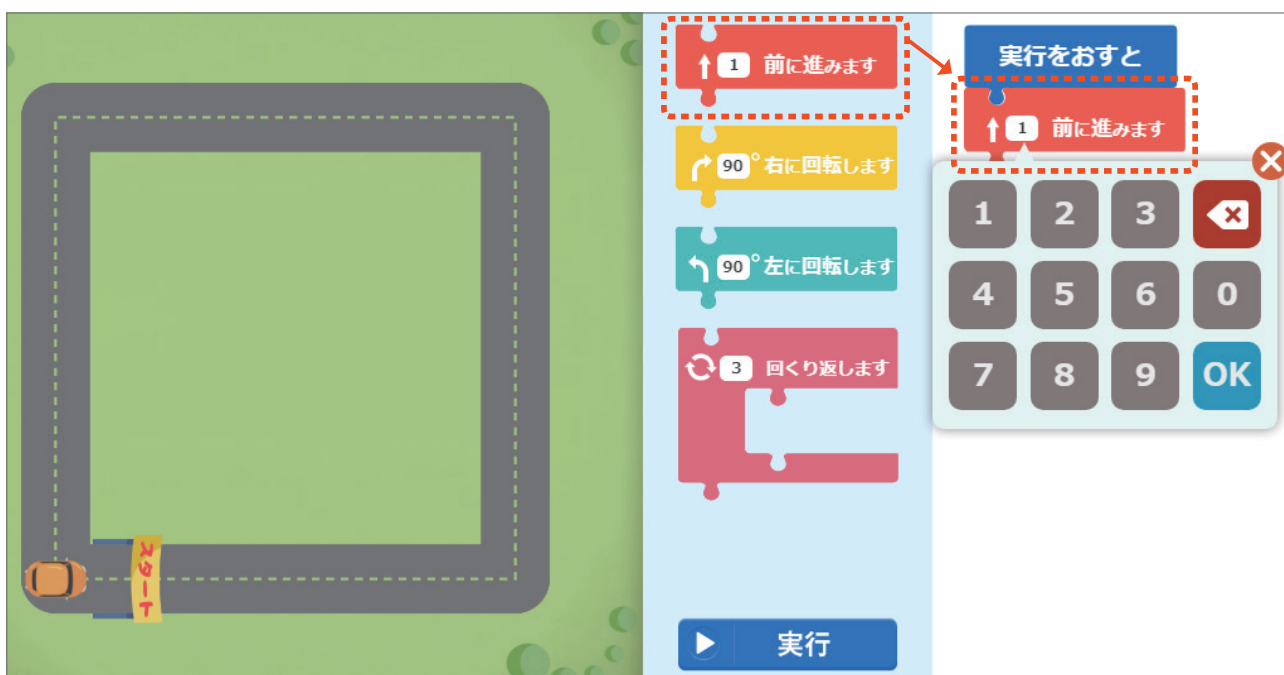 スタート
1 前に進みます
90°右に回転します
90°左に回転します
3 回くり返します
実行
実行をおすと
1 前に進みます
1 2 3
4 5 6 0
7 8 9 OK